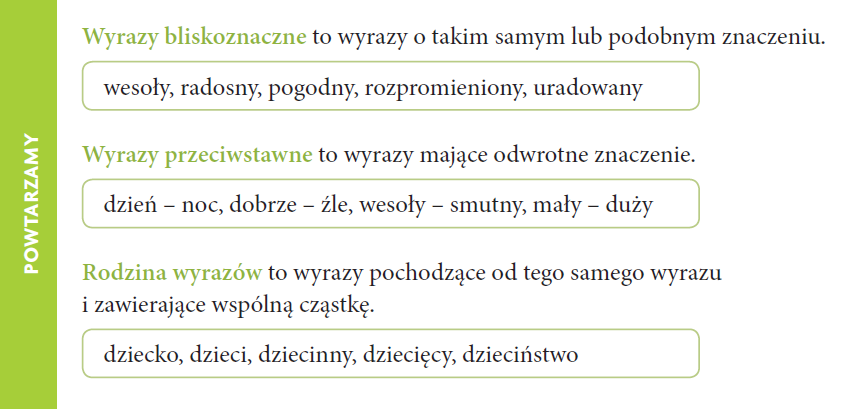 POWTARZAMY
Wyrazy bliskoznaczne to wyrazy o takim samym lub podobnym znaczeniu.
wesoły, radosny, pogodny, rozpromieniony, uradowany
Wyrazy przeciwstawne to wyrazy mające odwrotne znaczenie.
dzień – noc, dobrze – źle, wesoły – smutny, mały – duży
Rodzina wyrazów to wyrazy pochodzące od tego samego wyrazu
i zawierające wspólną cząstkę.
dziecko, dzieci, dziecinny, dziecięcy, dzieciństwo